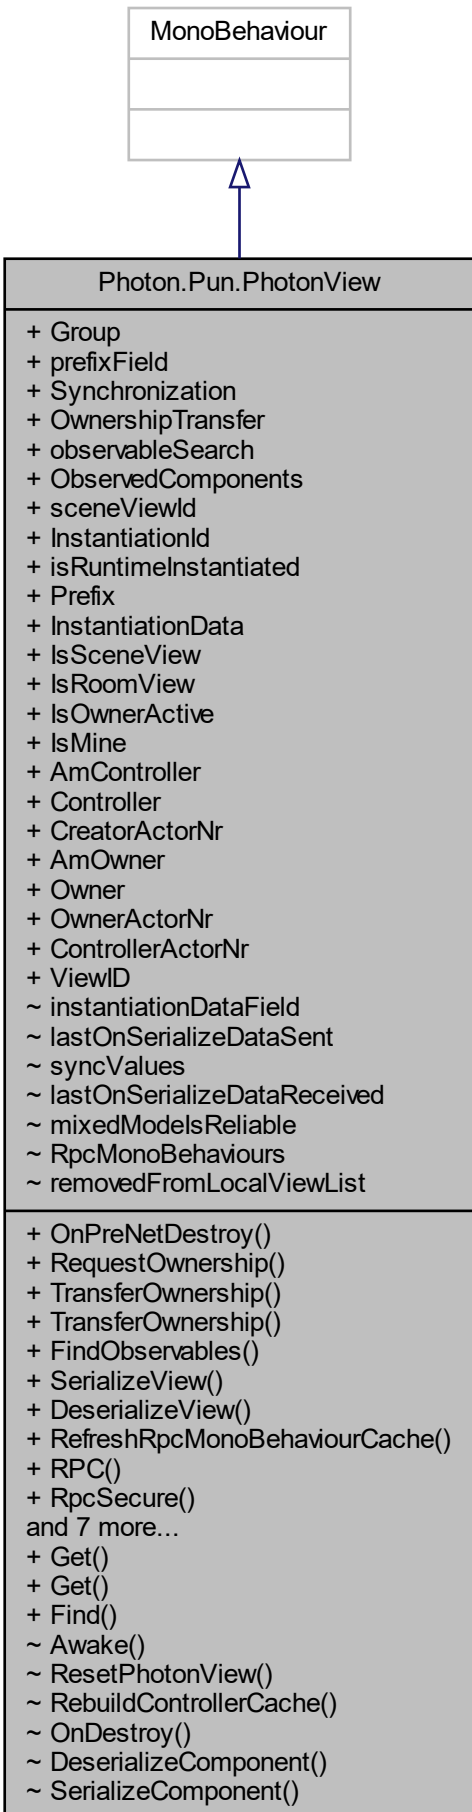 MonoBehaviour
Photon.Pun.PhotonView
+ Group
+ prefixField
+ Synchronization
+ OwnershipTransfer
+ observableSearch
+ ObservedComponents
+ sceneViewId
+ InstantiationId
+ isRuntimeInstantiated
+ Prefix
+ InstantiationData
+ IsSceneView
+ IsRoomView
+ IsOwnerActive
+ IsMine
+ AmController
+ Controller
+ CreatorActorNr
+ AmOwner
+ Owner
+ OwnerActorNr
+ ControllerActorNr
+ ViewID
~ instantiationDataField
~ lastOnSerializeDataSent
~ syncValues
~ lastOnSerializeDataReceived
~ mixedModeIsReliable
~ RpcMonoBehaviours
~ removedFromLocalViewList
+ OnPreNetDestroy()
+ RequestOwnership()
+ TransferOwnership()
+ TransferOwnership()
+ FindObservables()
+ SerializeView()
+ DeserializeView()
+ RefreshRpcMonoBehaviourCache()
+ RPC()
+ RpcSecure()
and 7 more...
+ Get()
+ Get()
+ Find()
~ Awake()
~ ResetPhotonView()
~ RebuildControllerCache()
~ OnDestroy()
~ DeserializeComponent()
~ SerializeComponent()